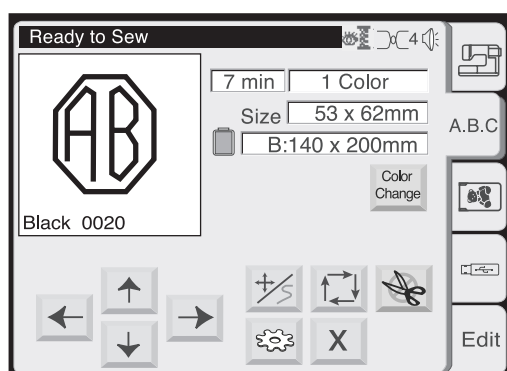 Ready to Sew
4
7 min
1 Color
Size
53 x 62mm
B:140 x 200mm
Color
Change
AB
Black 0020
X
A.B.C
Edit